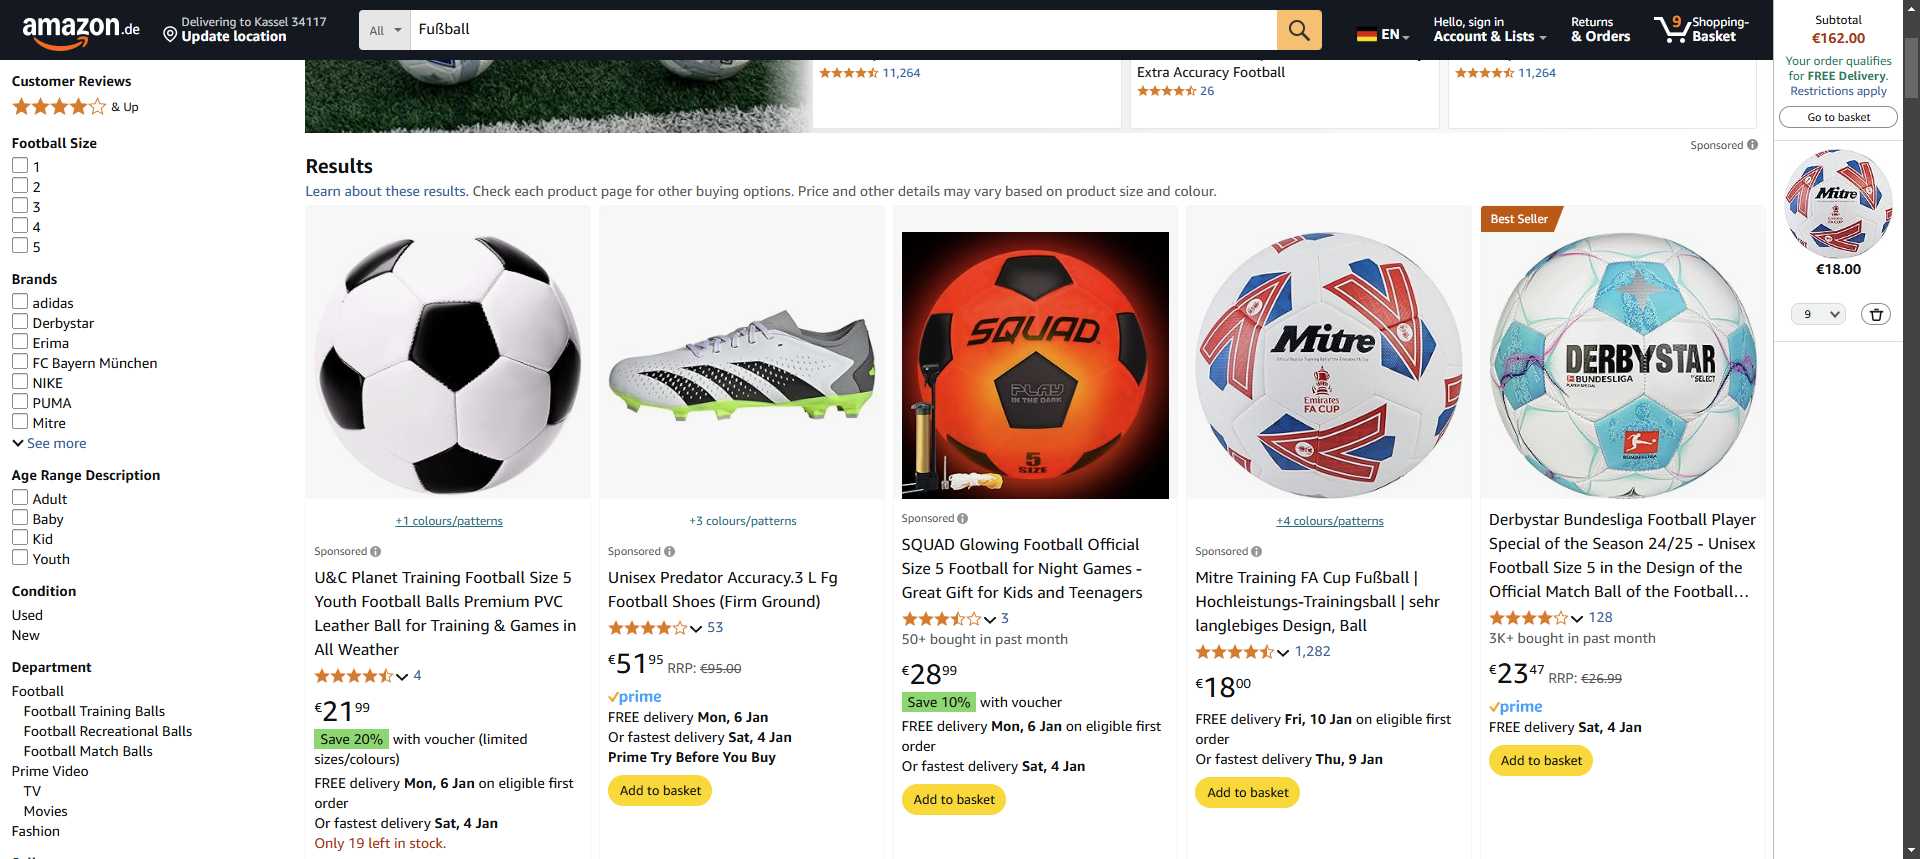 amazon.de
Delivering to Kassel 34117
Update location
All
Fußball
EN
Hello, sign in
Account & Lists
Returns
& Orders
9
Shopping-
Basket
Subtotal
€162.00
Your order qualifies
for FREE Delivery.
Restrictions apply
Go to basket
Mitre
Emirates
FA CUP
€18.00
9
Customer Reviews
& Up
Football Size
1
2
3
4
5
Brands
adidas
Derbystar
Erima
FC Bayern München
NIKE
PUMA
Mitre
See more
Age Range Description
Adult
Baby
Kid
Youth
Condition
Used
New
Department
Football
Football Training Balls
Football Recreational Balls
Football Match Balls
Prime Video
TV
Movies
Fashion
11,264
Extra Accuracy Football
26
11,264
Sponsored
Results
Learn about these results. Check each product page for other buying options. Price and other details may vary based on product size and colour.
+1 colours/patterns
Sponsored
U&C Planet Training Football Size 5
Youth Football Balls Premium PVC
Leather Ball for Training & Games in
All Weather
4
€21 99
Save 20% with voucher (limited
sizes/colours)
FREE delivery Mon, 6 Jan on eligible first
order
Or fastest delivery Sat, 4 Jan
Only 19 left in stock.
+3 colours/patterns
Sponsored
Unisex Predator Accuracy.3 L Fg
Football Shoes (Firm Ground)
53
€51 95 RRP: €95.00
prime
FREE delivery Mon, 6 Jan
Or fastest delivery Sat, 4 Jan
Prime Try Before You Buy
Add to basket
SQUAD
PLAY
IN THE DARK
5
SIZE
Sponsored
SQUAD Glowing Football Official
Size 5 Football for Night Games -
Great Gift for Kids and Teenagers
3
50+ bought in past month
€28 99
Save 10% with voucher
FREE delivery Mon, 6 Jan on eligible first
order
Or fastest delivery Sat, 4 Jan
Add to basket
Mitre
Emirates
FA CUP
+4 colours/patterns
Sponsored
Mitre Training FA Cup Fußball |
Hochleistungs-Trainingsball | sehr
langlebiges Design, Ball
1,282
€18 00
FREE delivery Fri, 10 Jan on eligible first
order
Or fastest delivery Thu, 9 Jan
Add to basket
Best Seller
DERBYSTAR
BUNDESLIGA
SELECT
BUNDESLIGA
Derbystar Bundesliga Football Player
Special of the Season 24/25 - Unisex
Football Size 5 in the Design of the
Official Match Ball of the Football...
128
3K+ bought in past month
€23 47 RRP: €26.99
prime
FREE delivery Sat, 4 Jan
Add to basket